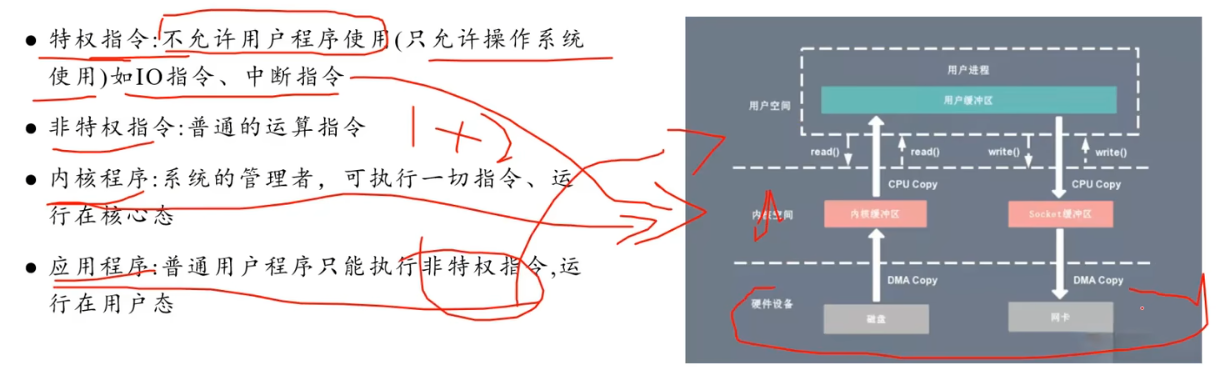 ● 特权指令:不允许用户程序使用(只允许操作系统
使用)如IO指令、中断指令
● 非特权指令:普通的运算指令
1+2
● 内核程序:系统的管理者，可执行一切指令、运
行在核心态
● 应用程序:普通用户程序只能执行非特权指令,运
行在用户态
用户进程
用户空间
用户缓冲区
read() read() write() write()
CPU Copy CPU Copy
内核空间
内核缓冲区 Socket缓冲区
DMA Copy DMA Copy
硬件设备
磁盘 网卡